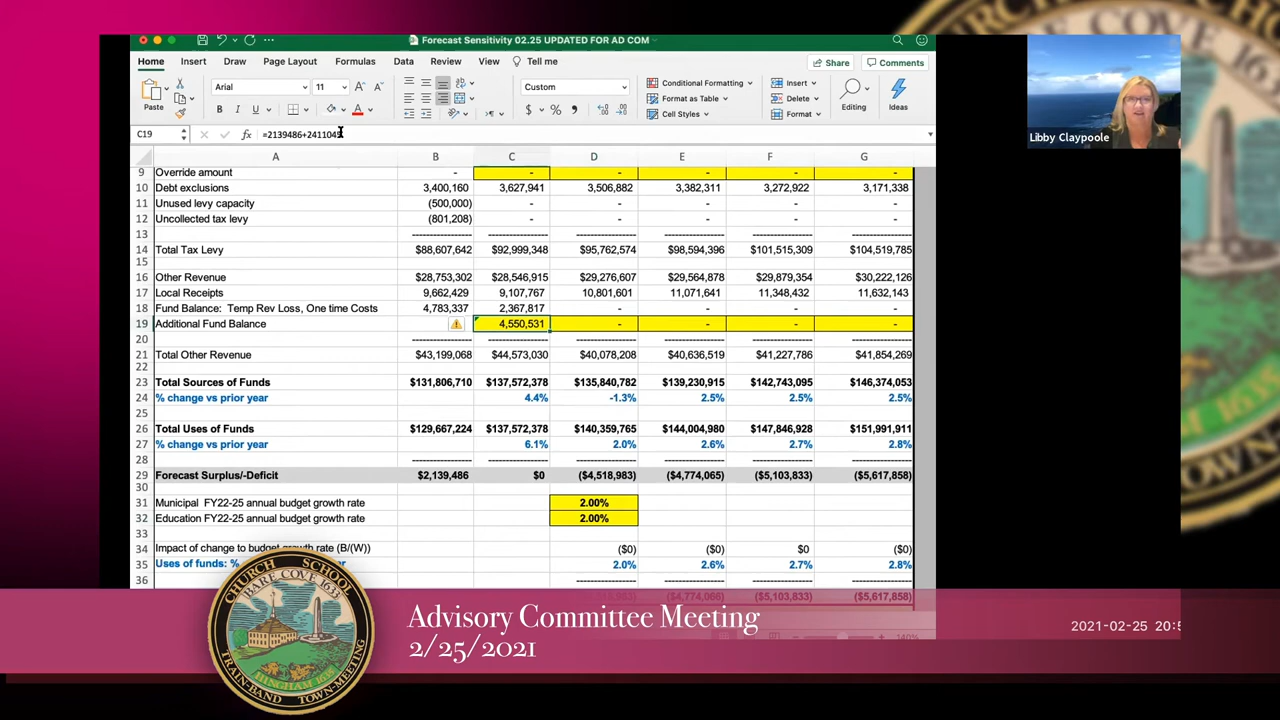 Forecast Sensitivity 02.25 UPDATED FOR AD COM
Home Insert Draw Page Layout Formulas Data Review View Tell me Share Comments
Paste Arial 11 Custom Conditional Formatting Insert
Format as Table Delete Editing Ideas
B I U $ % Cell Styles Format
C19 fx =2139486+2411045
A B C D E F G
9 Override amount - - - - - -
10 Debt exclusions 3,400,160 3,627,941 3,506,882 3,382,311 3,272,922 3,171,338
11 Unused levy capacity (500,000) - - - - -
12 Uncollected tax levy (801,208) - - - - -
13
14 Total Tax Levy $88,607,642 $92,999,348 $95,762,574 $98,594,396 $101,515,309 $104,519,785
15
16 Other Revenue $28,753,302 $28,546,915 $29,276,607 $29,564,878 $29,879,354 $30,222,126
17 Local Receipts 9,662,429 9,107,767 10,801,601 11,071,641 11,348,432 11,632,143
18 Fund Balance: Temp Rev Loss, One time Costs 4,783,337 2,367,817 - - - -
19 Additional Fund Balance 4,550,531 - - - -
20
21 Total Other Revenue $43,199,068 $44,573,030 $40,078,208 $40,636,519 $41,227,786 $41,854,269
22
23 Total Sources of Funds $131,806,710 $137,572,378 $135,840,782 $139,230,915 $142,743,095 $146,374,053
24 % change vs prior year 4.4% -1.3% 2.5% 2.5% 2.5%
25
26 Total Uses of Funds $129,667,224 $137,572,378 $140,359,765 $144,004,980 $147,846,928 $151,991,911
27 % change vs prior year 6.1% 2.0% 2.6% 2.7% 2.8%
28
29 Forecast Surplus/-Deficit $2,139,486 $0 ($4,518,983) ($4,774,065) ($5,103,833) ($5,617,858)
30
31 Municipal FY22-25 annual budget growth rate 2.00%
32 Education FY22-25 annual budget growth rate 2.00%
33
34 Impact of change to budget growth rate (B/(W)) ($0) ($0) $0 ($0)
35 Uses of funds: % 2.0% 2.6% 2.7% 2.8%
36
($4,774,066) ($5,103,833) ($5,617,858)
140%
Libby Claypoole
Advisory Committee Meeting
2/25/2021
2021-02-25 20:5
CHURCH SCHOOL
BARE COVE 1633
HINGHAM 1635
TRAIN-BAND TOWN-MEETING